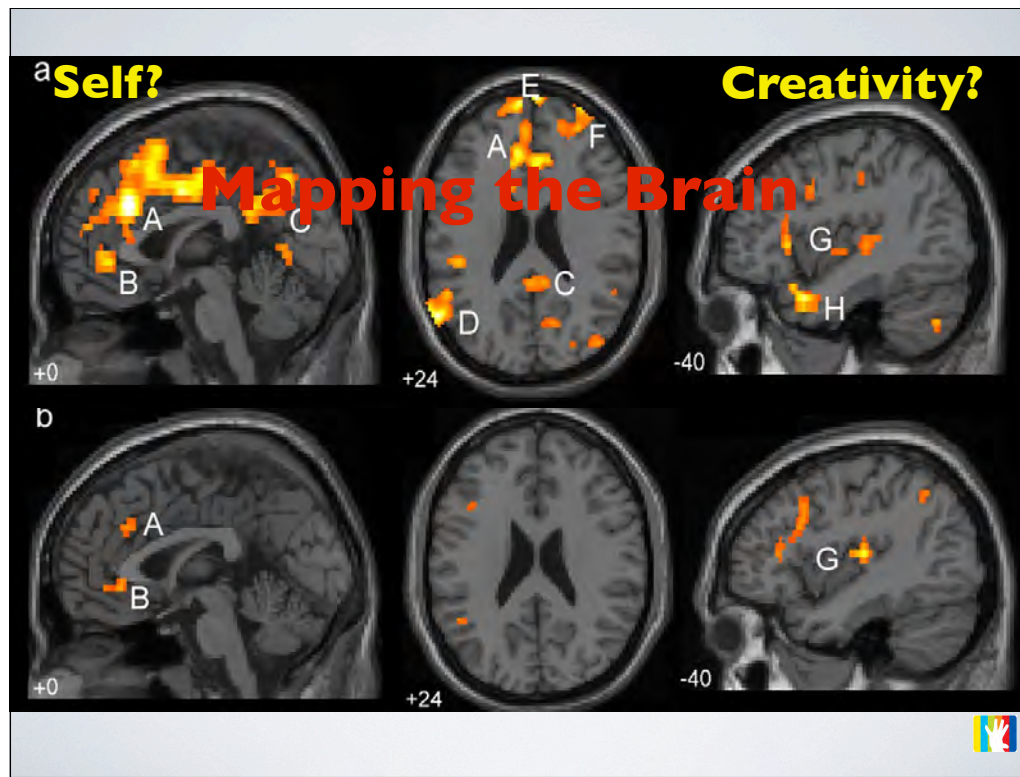 a
Self?
Creativity?
Mapping the Brain
A
B
C
+0
E
F
A
C
D
+24
G
H
-40
b
A
B
+0
+24
G
-40